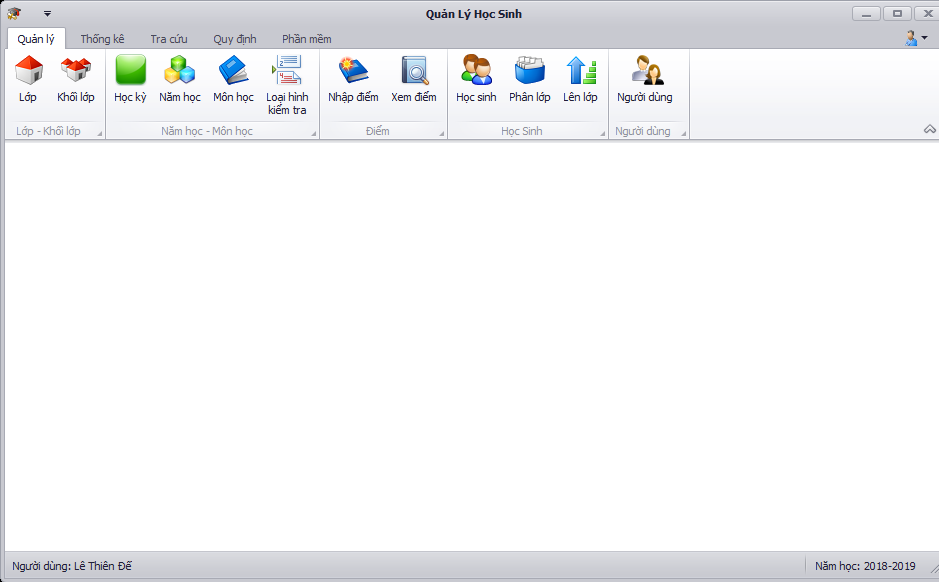 Quản Lý Học Sinh
Quản lý Thống kê Tra cứu Quy định Phần mềm
Lớp Khối lớp Học kỳ Năm học Môn học Loại hình kiểm tra Nhập điểm Xem điểm Học sinh Phân lớp Lên lớp Người dùng
Lớp - Khối lớp Năm học - Môn học Điểm Học Sinh Người dùng
Người dùng: Lê Thiên Đế Năm học: 2018-2019